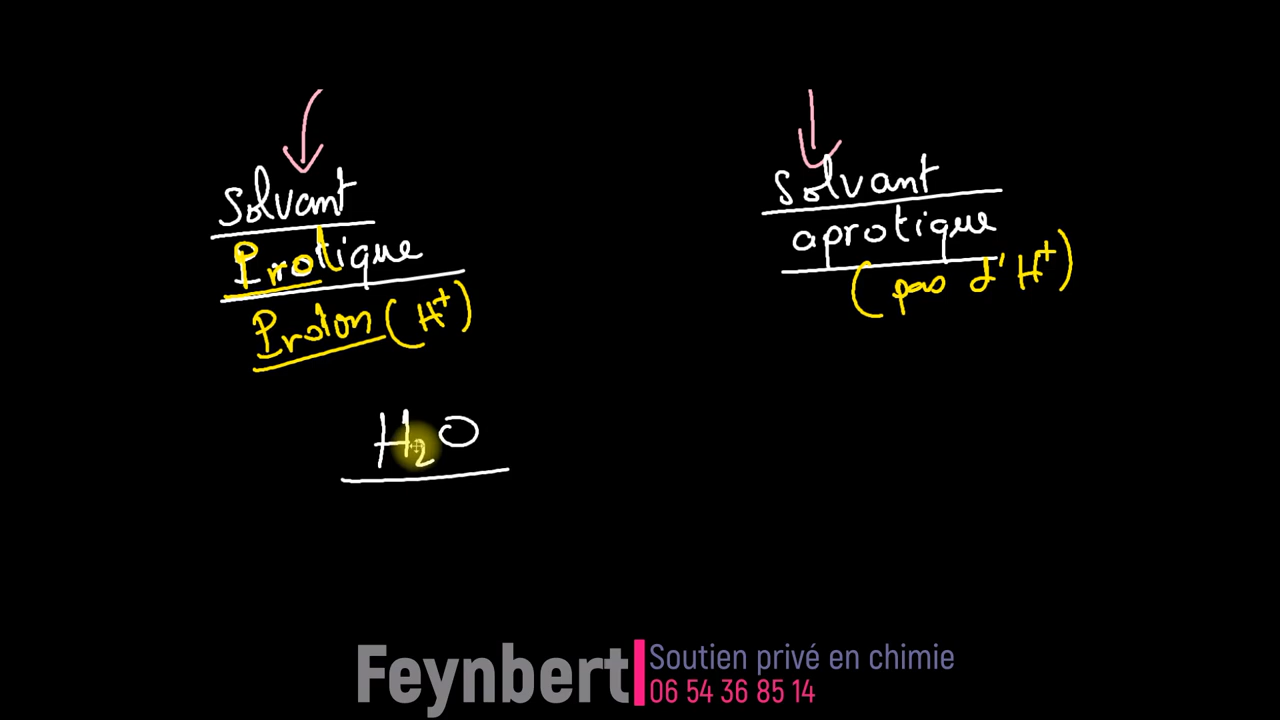 Solvant
Protique
Proton (H+)
H2O
Solvant
aprotique
(pas d'H+)
Feynbert
Soutien privé en chimie
06 54 36 85 14